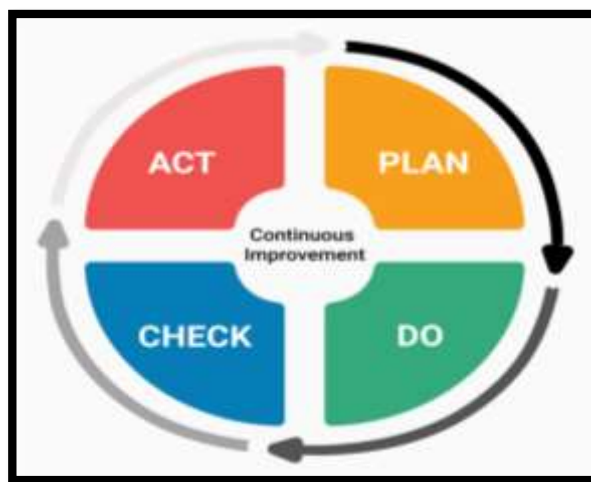 ACT
PLAN
Continuous
Improvement
CHECK
DO